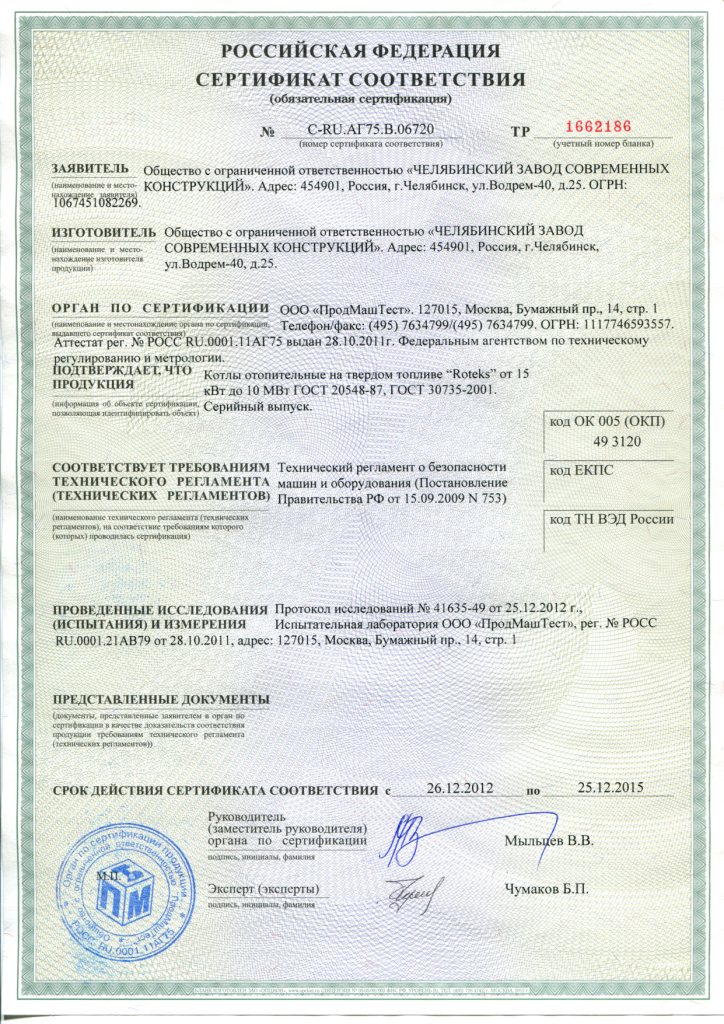 РОССИЙСКАЯ ФЕДЕРАЦИЯ
СЕРТИФИКАТ СООТВЕТСТВИЯ
(обязательная сертификация)
№ C-RU.АГ75.В.06720 ТР 1662186
(номер сертификата соответствия) (учетный номер бланка)
ЗАЯВИТЕЛЬ Общество с ограниченной ответственностью «ЧЕЛЯБИНСКИЙ ЗАВОД СОВРЕМЕННЫХ
(наименование и место- КОНСТРУКЦИЙ». Адрес: 454901, Россия, г.Челябинск, ул.Водрем-40, д.25. ОГРН:
нахождение заявителя)
1067451082269.
ИЗГОТОВИТЕЛЬ Общество с ограниченной ответственностью «ЧЕЛЯБИНСКИЙ ЗАВОД
(наименование и место- СОВРЕМЕННЫХ КОНСТРУКЦИЙ». Адрес: 454901, Россия, г.Челябинск,
нахождение изготовителя
продукции) ул.Водрем-40, д.25.
ОРГАН ПО СЕРТИФИКАЦИИ ООО «ПродМашТест». 127015, Москва, Бумажный пр., 14, стр. 1
(наименование и местонахождение органа по сертификации, Телефон/факс: (495) 7634799/(495) 7634799. ОГРН: 1117746593557.
выдавшего сертификат соответствия)
Аттестат рег. № РОСС RU.0001.11АГ75 выдан 28.10.2011г. Федеральным агентством по техническому
регулированию и метрологии.
ПОДТВЕРЖДАЕТ, ЧТО Котлы отопительные на твердом топливе “Roteks” от 15
ПРОДУКЦИЯ кВт до 10 МВт ГОСТ 20548-87, ГОСТ 30735-2001.
(информация об объекте сертификации,
позволяющая идентифицировать объект) Серийный выпуск.
код ОК 005 (ОКП)
49 3120
СООТВЕТСТВУЕТ ТРЕБОВАНИЯМ Технический регламент о безопасности
ТЕХНИЧЕСКОГО РЕГЛАМЕНТА машин и оборудования (Постановление
(ТЕХНИЧЕСКИХ РЕГЛАМЕНТОВ) Правительства РФ от 15.09.2009 N 753)
код ЕКПС
(наименование технического регламента (технических
регламентов), на соответствие требованиям которого
(которых) проводилась сертификация)
код ТН ВЭД России
ПРОВЕДЕННЫЕ ИССЛЕДОВАНИЯ Протокол исследований № 41635-49 от 25.12.2012 г.,
(ИСПЫТАНИЯ) И ИЗМЕРЕНИЯ Испытательная лаборатория ООО «ПродМашТест», рег. № РОСС
RU.0001.21АВ79 от 28.10.2011, адрес: 127015, Москва, Бумажный пр., 14, стр. 1
ПРЕДСТАВЛЕННЫЕ ДОКУМЕНТЫ
(документы, представленные заявителем в орган по
сертификации в качестве доказательств соответствия
продукции требованиям технического регламента
(технических регламентов))
СРОК ДЕЙСТВИЯ СЕРТИФИКАТА СООТВЕТСТВИЯ с 26.12.2012 по 25.12.2015
Руководитель
(заместитель руководителя)
органа по сертификации Мыльцев В.В.
подпись, инициалы, фамилия
М.П.
Эксперт (эксперты) Чумаков Б.П.
подпись, инициалы, фамилия
Орган по сертификации продукции
Общество с ограниченной ответственностью "ПродМашТест"
РОСС RU.0001.11АГ75
ПМ